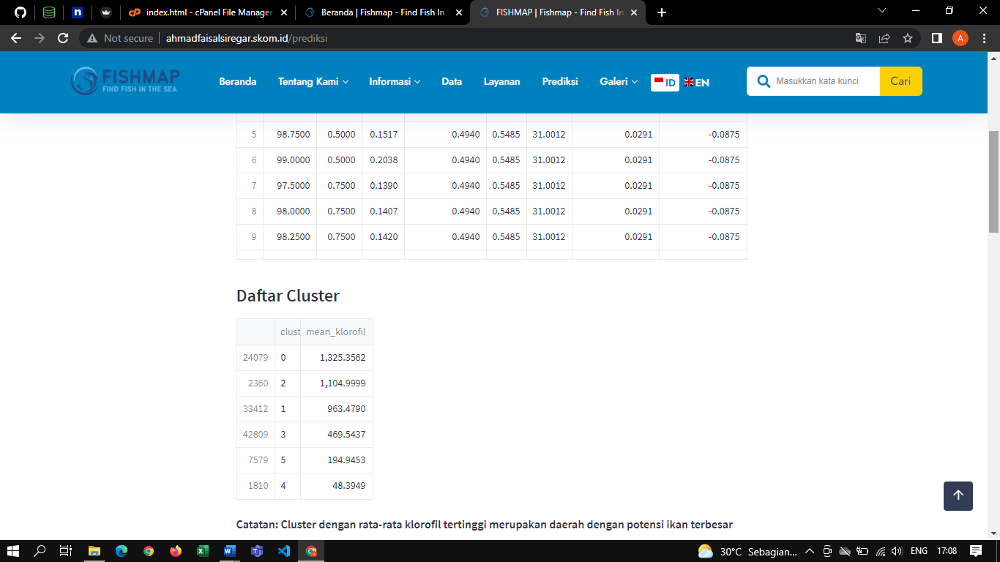 index.html - cPanel File Manager
Beranda | Fishmap - Find Fish In T
FISHMAP | Fishmap - Find Fish In
Not secure
ahmadfaisalsiregar.skom.id/prediksi
A
FISHMAP
FIND FISH IN THE SEA
Beranda
Tentang Kami
Informasi
Data
Layanan
Prediksi
Galeri
ID
EN
Masukkan kata kunci
Cari
5 98.7500 0.5000 0.1517 0.4940 0.5485 31.0012 0.0291 -0.0875
6 99.0000 0.5000 0.2038 0.4940 0.5485 31.0012 0.0291 -0.0875
7 97.5000 0.7500 0.1390 0.4940 0.5485 31.0012 0.0291 -0.0875
8 98.0000 0.7500 0.1407 0.4940 0.5485 31.0012 0.0291 -0.0875
9 98.2500 0.7500 0.1420 0.4940 0.5485 31.0012 0.0291 -0.0875
Daftar Cluster
clust mean_klorofil
24079 0 1,325.3562
2360 2 1,104.9999
33412 1 963.4790
42809 3 469.5437
7579 5 194.9453
1810 4 48.3949
Catatan: Cluster dengan rata-rata klorofil tertinggi merupakan daerah dengan potensi ikan terbesar
30°C Sebagian...
ENG
17:08